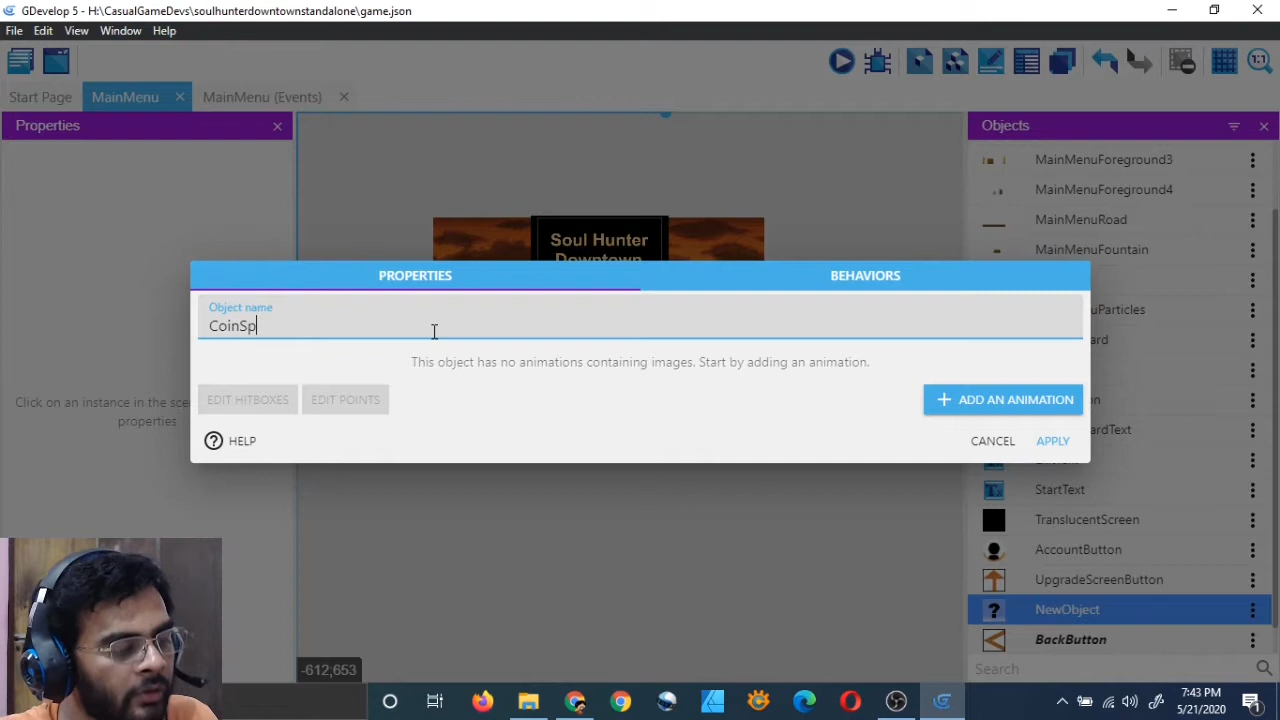 GDevelop 5 - H:\CasualGameDevs\soulhunterdowntownstandalone\game.json
File Edit View Window Help
1:1
Start Page MainMenu MainMenu (Events)
Properties
Objects
MainMenuForeground3
MainMenuForeground4
MainMenuRoad
MainMenuFountain
Soul Hunter
Downtown
PROPERTIES BEHAVIORS
Object name
CoinSp
This object has no animations containing images. Start by adding an animation.
EDIT HITBOXES EDIT POINTS ADD AN ANIMATION
HELP CANCEL APPLY
Click on an instance in the
properties
StartText
TranslucentScreen
AccountButton
UpgradeScreenButton
NewObject
BackButton
Search
-612;653
7:43 PM
5/21/2020